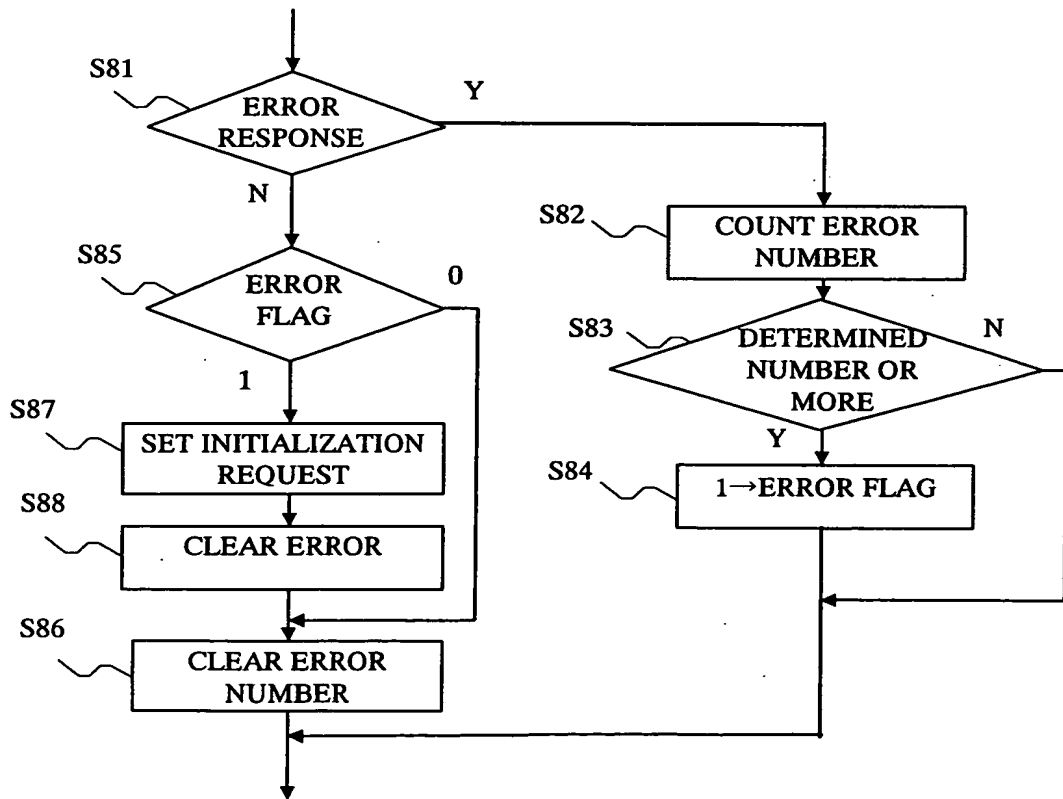 S81
ERROR
RESPONSE
Y
N
S82
COUNT ERROR
NUMBER
S85
ERROR
FLAG
0
1
S83
DETERMINED
NUMBER OR
MORE
N
Y
S87
SET INITIALIZATION
REQUEST
S84
1→ERROR FLAG
S88
CLEAR ERROR
S86
CLEAR ERROR
NUMBER